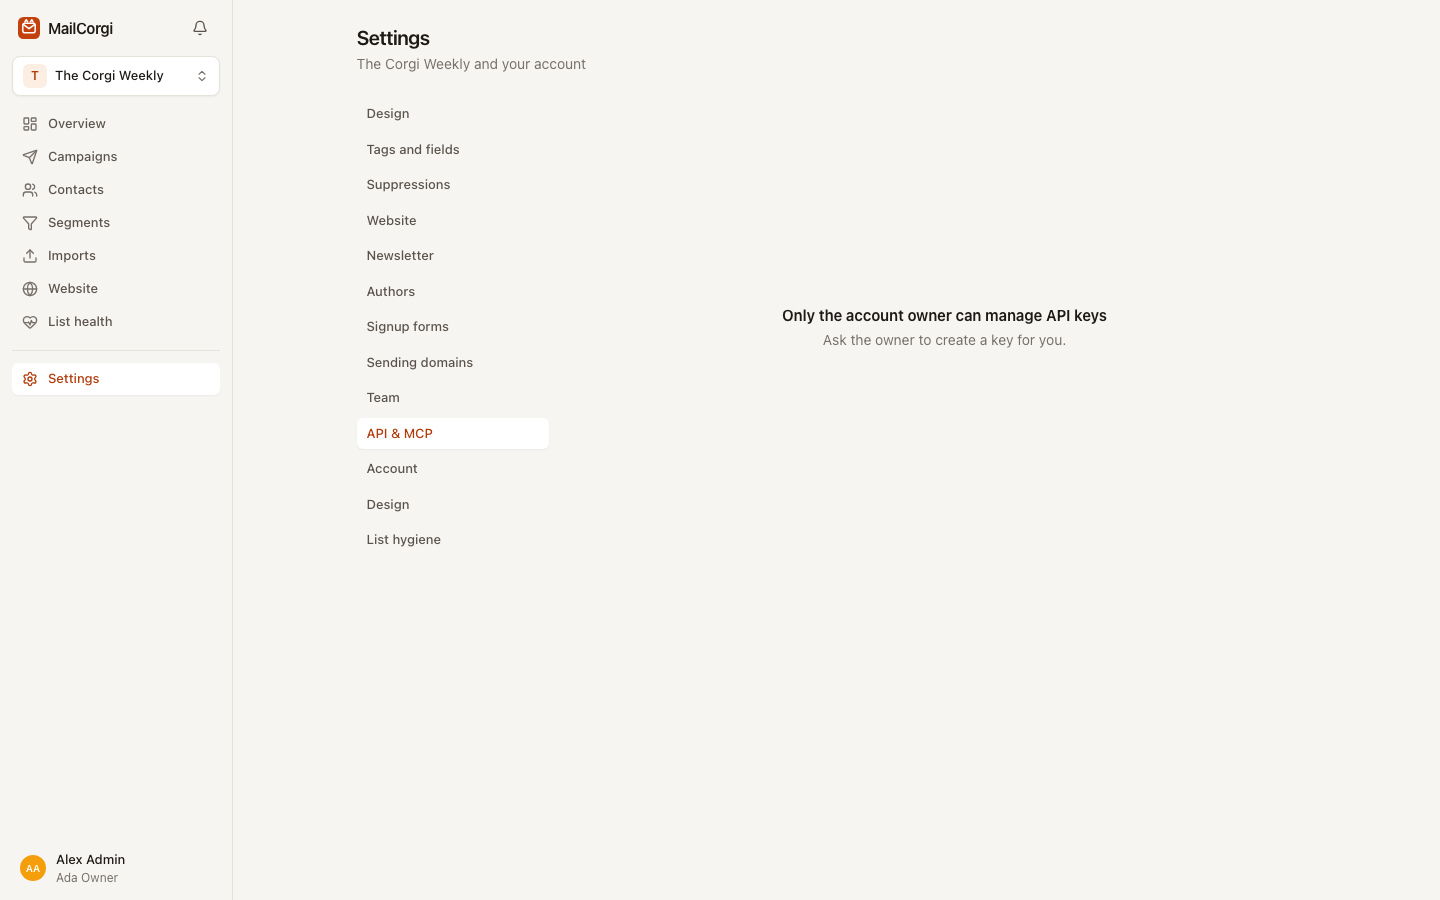 MailCorgi
T
The Corgi Weekly
Overview
Campaigns
Contacts
Segments
Imports
Website
List health
Settings
AA
Alex Admin
Ada Owner
Settings
The Corgi Weekly and your account
Design
Tags and fields
Suppressions
Website
Newsletter
Authors
Signup forms
Sending domains
Team
API & MCP
Account
Design
List hygiene
Only the account owner can manage API keys
Ask the owner to create a key for you.